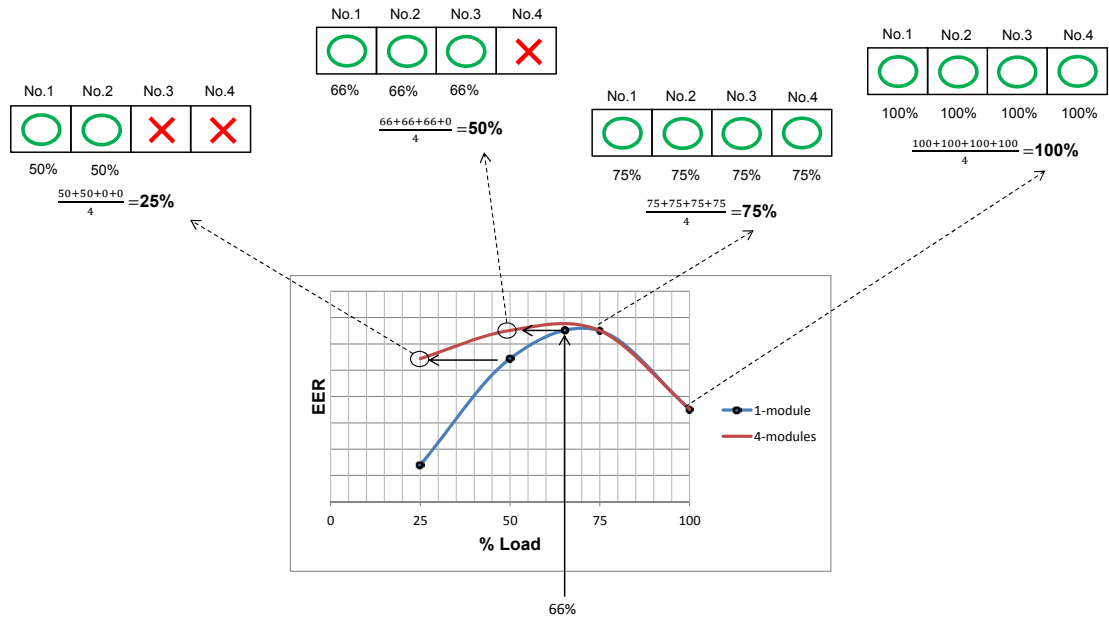 No.1 No.2 No.3 No.4
66% 66% 66%
66+66+66+0
4
=50%
No.1 No.2 No.3 No.4
100% 100% 100% 100%
100+100+100+100
4
=100%
No.1 No.2 No.3 No.4
50% 50%
50+50+0+0
4
=25%
No.1 No.2 No.3 No.4
75% 75% 75% 75%
75+75+75+75
4
=75%
EER
1-module
4-modules
0 25 50 75 100
% Load
66%